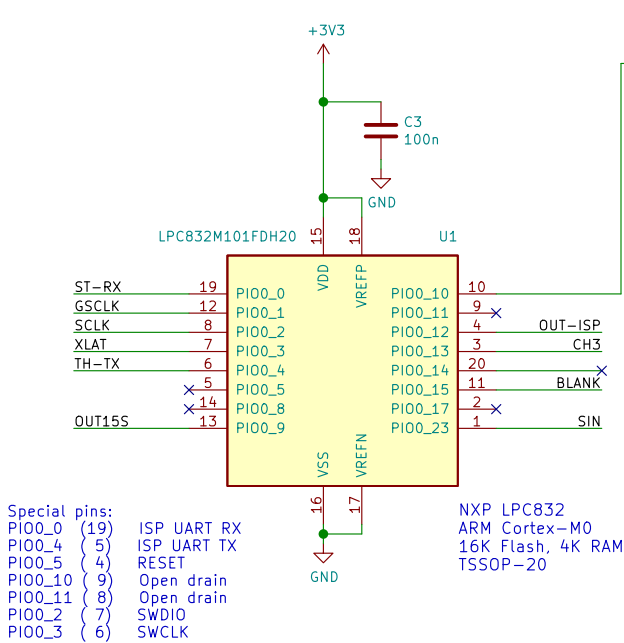 +3V3
C3
100n
GND
LPC832M101FDH20
U1
15
18
VDD
VREFP
ST-RX 19 PIO0_0
PIO0_10 10
GSCLK 12 PIO0_1
PIO0_11 9
SCLK 8 PIO0_2
PIO0_12 4 OUT-ISP
XLAT 7 PIO0_3
PIO0_13 3 CH3
TH-TX 6 PIO0_4
PIO0_14 20
5 PIO0_5
PIO0_15 11 BLANK
14 PIO0_8
PIO0_17 2
OUT15S 13 PIO0_9
PIO0_23 1 SIN
VSS
VREFN
16
17
GND
Special pins:
PIO0_0 (19) ISP UART RX
PIO0_4 ( 5) ISP UART TX
PIO0_5 ( 4) RESET
PIO0_10 ( 9) Open drain
PIO0_11 ( 8) Open drain
PIO0_2 ( 7) SWDIO
PIO0_3 ( 6) SWCLK
NXP LPC832
ARM Cortex-M0
16K Flash, 4K RAM
TSSOP-20